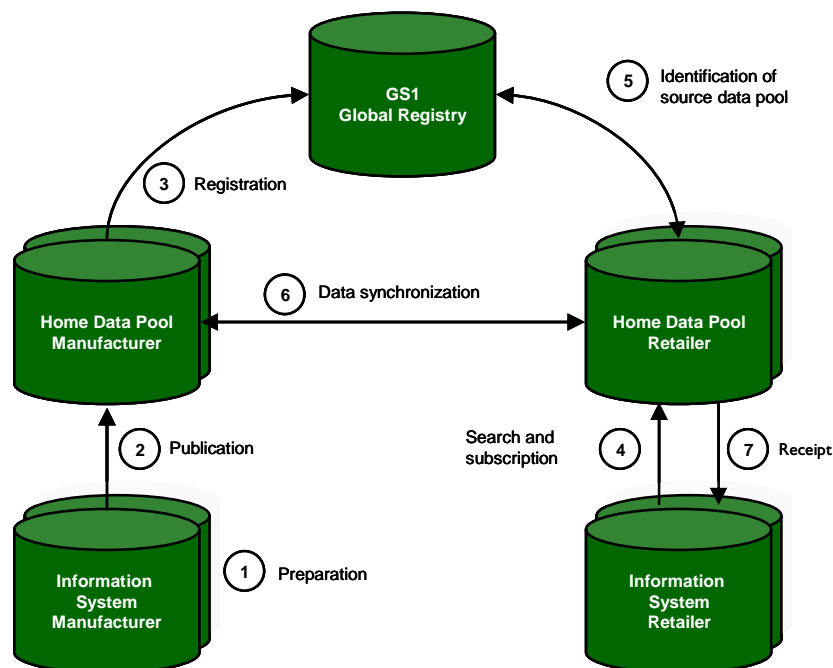 GS1
Global Registry
5
Identification of
source data pool
3
Registration
6
Data synchronization
Home Data Pool
Manufacturer
Home Data Pool
Retailer
2
Publication
Search and
subscription
4
7
Receipt
1
Preparation
Information
System
Manufacturer
Information
System
Retailer